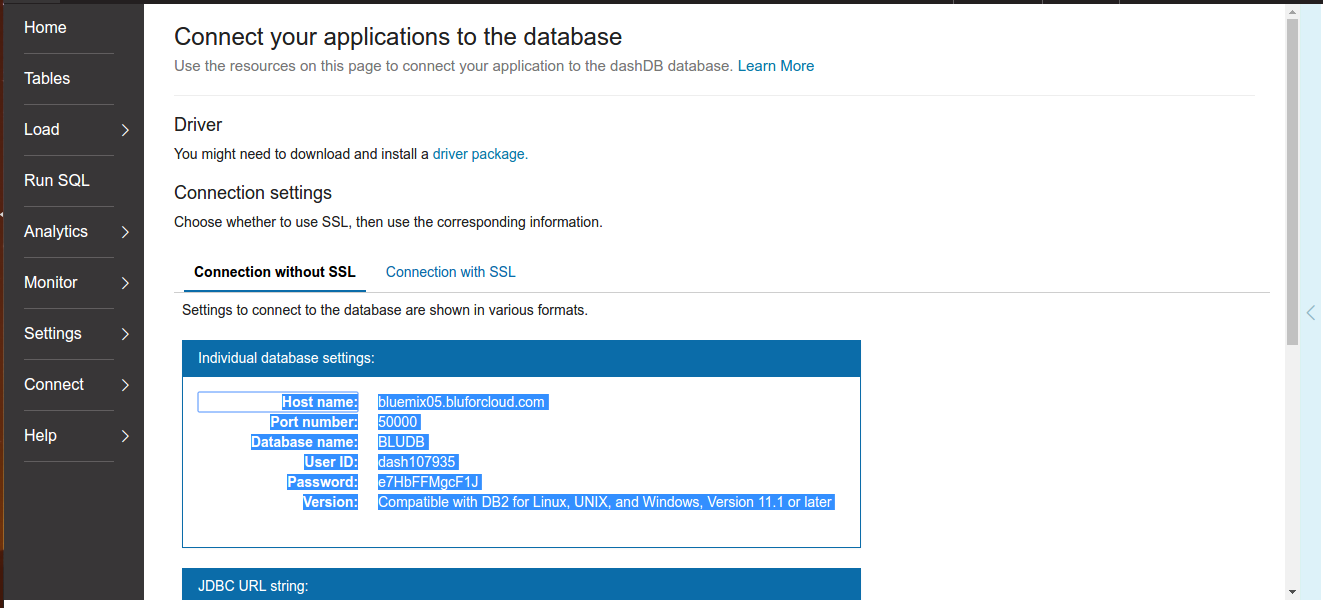 Home
Tables
Load
Run SQL
Analytics
Monitor
Settings
Connect
Help
Connect your applications to the database
Use the resources on this page to connect your application to the dashDB database. Learn More
Driver
You might need to download and install a driver package.
Connection settings
Choose whether to use SSL, then use the corresponding information.
Connection without SSL Connection with SSL
Settings to connect to the database are shown in various formats.
Individual database settings:
Host name: bluemix05.bluforcloud.com
Port number: 50000
Database name: BLUDB
User ID: dash107935
Password: e7HbFFMgcF1J
Version: Compatible with DB2 for Linux, UNIX, and Windows, Version 11.1 or later
JDBC URL string: